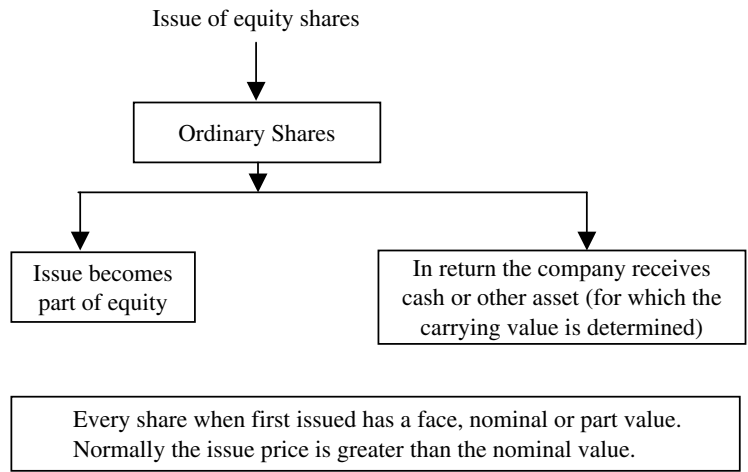 Issue of equity shares
Ordinary Shares
Issue becomes
part of equity
In return the company receives
cash or other asset (for which the
carrying value is determined)
Every share when first issued has a face, nominal or part value.
Normally the issue price is greater than the nominal value.